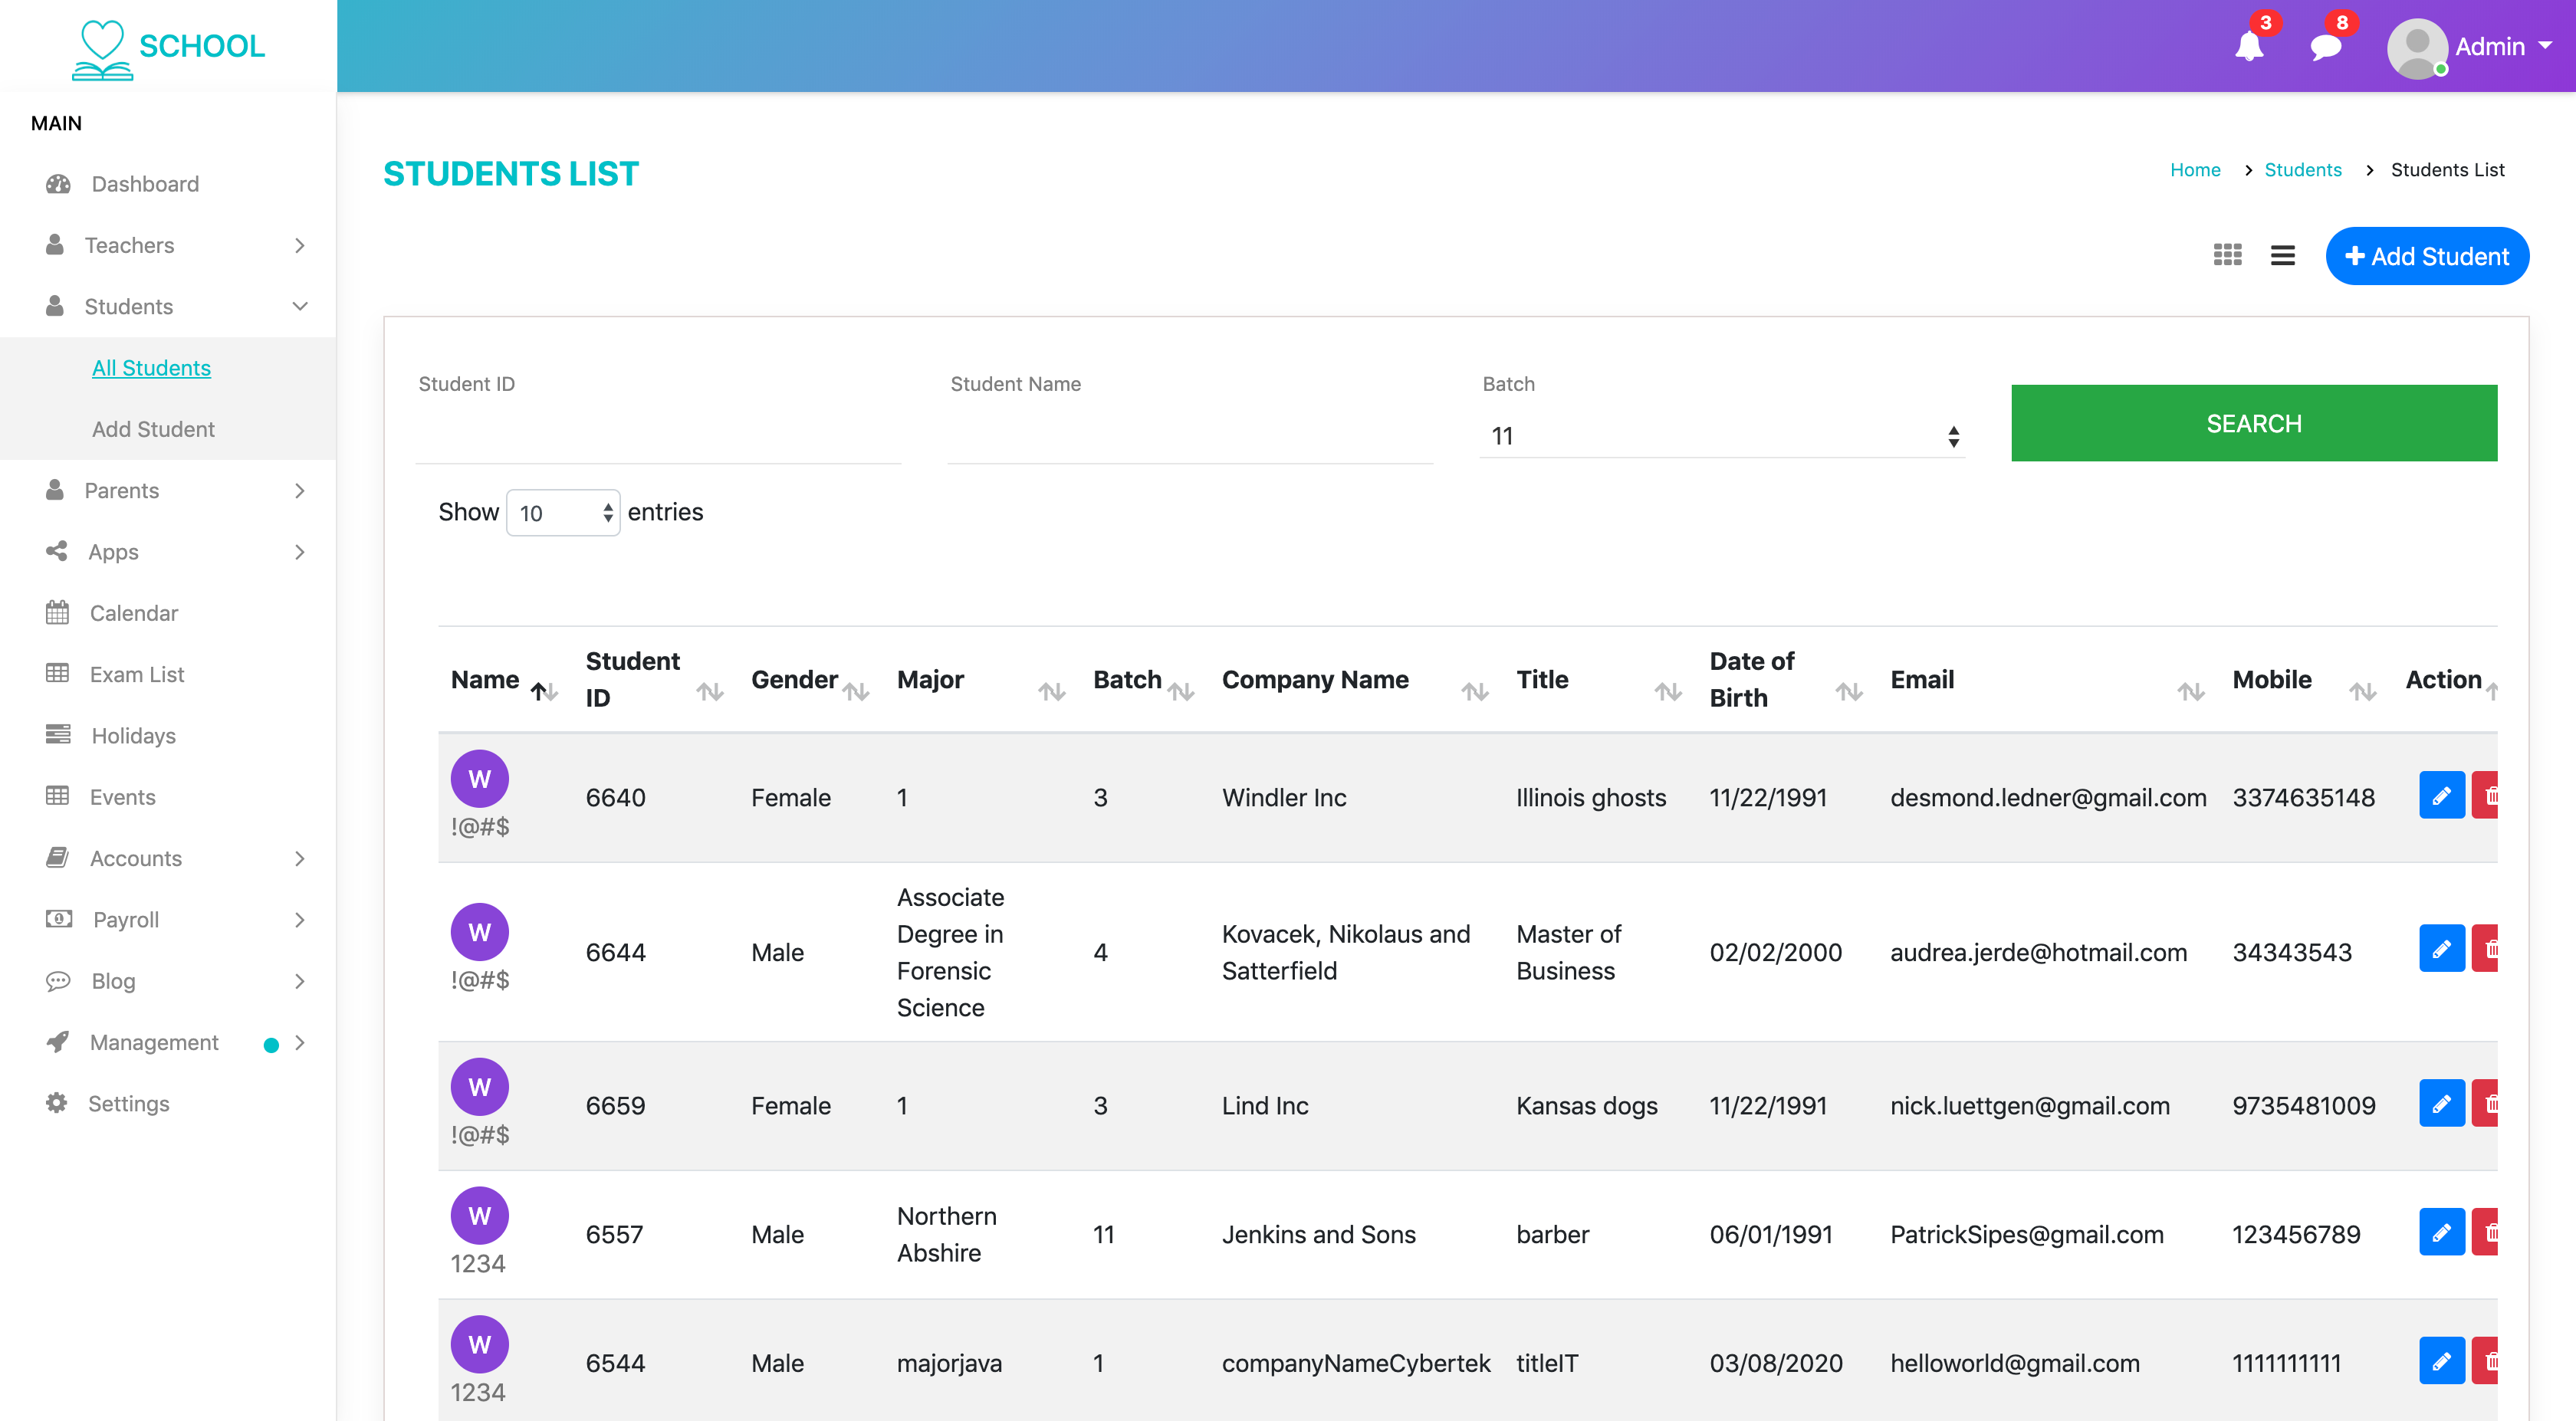 SCHOOL
3
8
Admin
MAIN
Dashboard
Teachers
Students
All Students
Add Student
Parents
Apps
Calendar
Exam List
Holidays
Events
Accounts
Payroll
Blog
Management
Settings
STUDENTS LIST
Home > Students > Students List
Add Student
Student ID
Student Name
Batch
11
SEARCH
Show 10 entries
Name Student ID Gender Major Batch Company Name Title Date of Birth Email Mobile Action
W
!@#$ 6640 Female 1 3 Windler Inc Illinois ghosts 11/22/1991 desmond.ledner@gmail.com 3374635148
W
!@#$ 6644 Male Associate Degree in Forensic Science 4 Kovacek, Nikolaus and Satterfield Master of Business 02/02/2000 audrea.jerde@hotmail.com 34343543
W
!@#$ 6659 Female 1 3 Lind Inc Kansas dogs 11/22/1991 nick.luettgen@gmail.com 9735481009
W
1234 6557 Male Northern Abshire 11 Jenkins and Sons barber 06/01/1991 PatrickSipes@gmail.com 123456789
W
1234 6544 Male majorjava 1 companyNameCybertek titleIT 03/08/2020 helloworld@gmail.com 1111111111